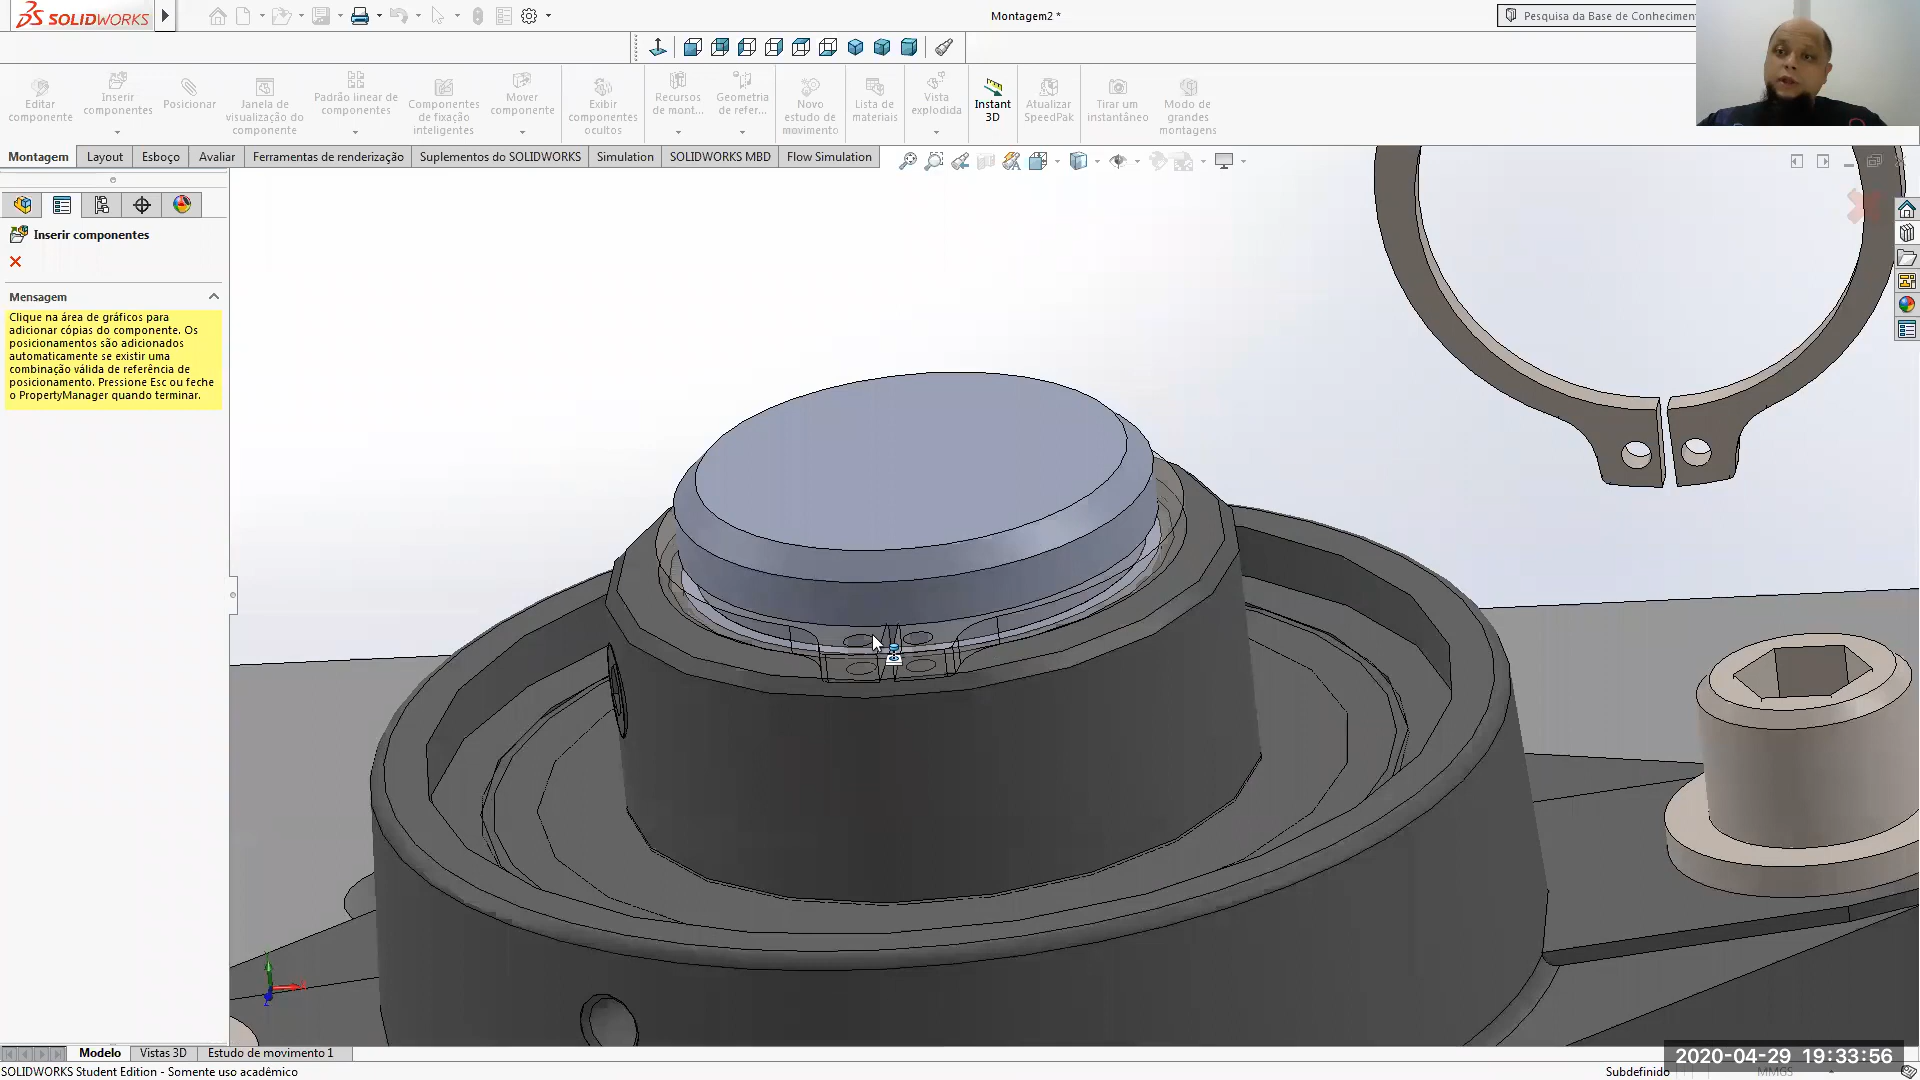 SOLIDWORKS
Montagem2 *
Pesquisa da Base de Conhecimen
Editar componente
Inserir componentes
Posicionar
Janela de visualização do componente
Padrão linear de componentes
Componentes de fixação inteligentes
Mover componente
Exibir componentes ocultos
Recursos de mont...
Geometria de refer...
Novo estudo de movimento
Lista de materiais
Vista explodida
Instant 3D
Atualizar SpeedPak
Tirar um instantâneo
Modo de grandes montagens
Montagem
Layout
Esboço
Avaliar
Ferramentas de renderização
Suplementos do SOLIDWORKS
Simulation
SOLIDWORKS MBD
Flow Simulation
Inserir componentes
Mensagem
Clique na área de gráficos para
adicionar cópias do componente. Os
posicionamentos são adicionados
automaticamente se existir uma
combinação válida de referência de
posicionamento. Pressione Esc ou feche
o PropertyManager quando terminar.
Modelo
Vistas 3D
Estudo de movimento 1
2020-04-29 19:33:56
SOLIDWORKS Student Edition - Somente uso acadêmico
Subdefinido
MMGS